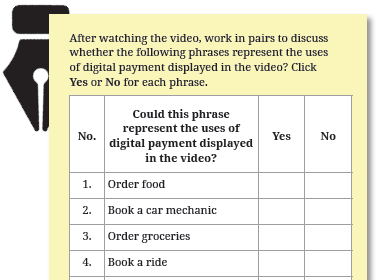 After watching the video, work in pairs to discuss
whether the following phrases represent the uses
of digital payment displayed in the video? Click
Yes or No for each phrase.
No.
Could this phrase
represent the uses of
digital payment displayed
in the video?
Yes
No
1. Order food
2. Book a car mechanic
3. Order groceries
4. Book a ride